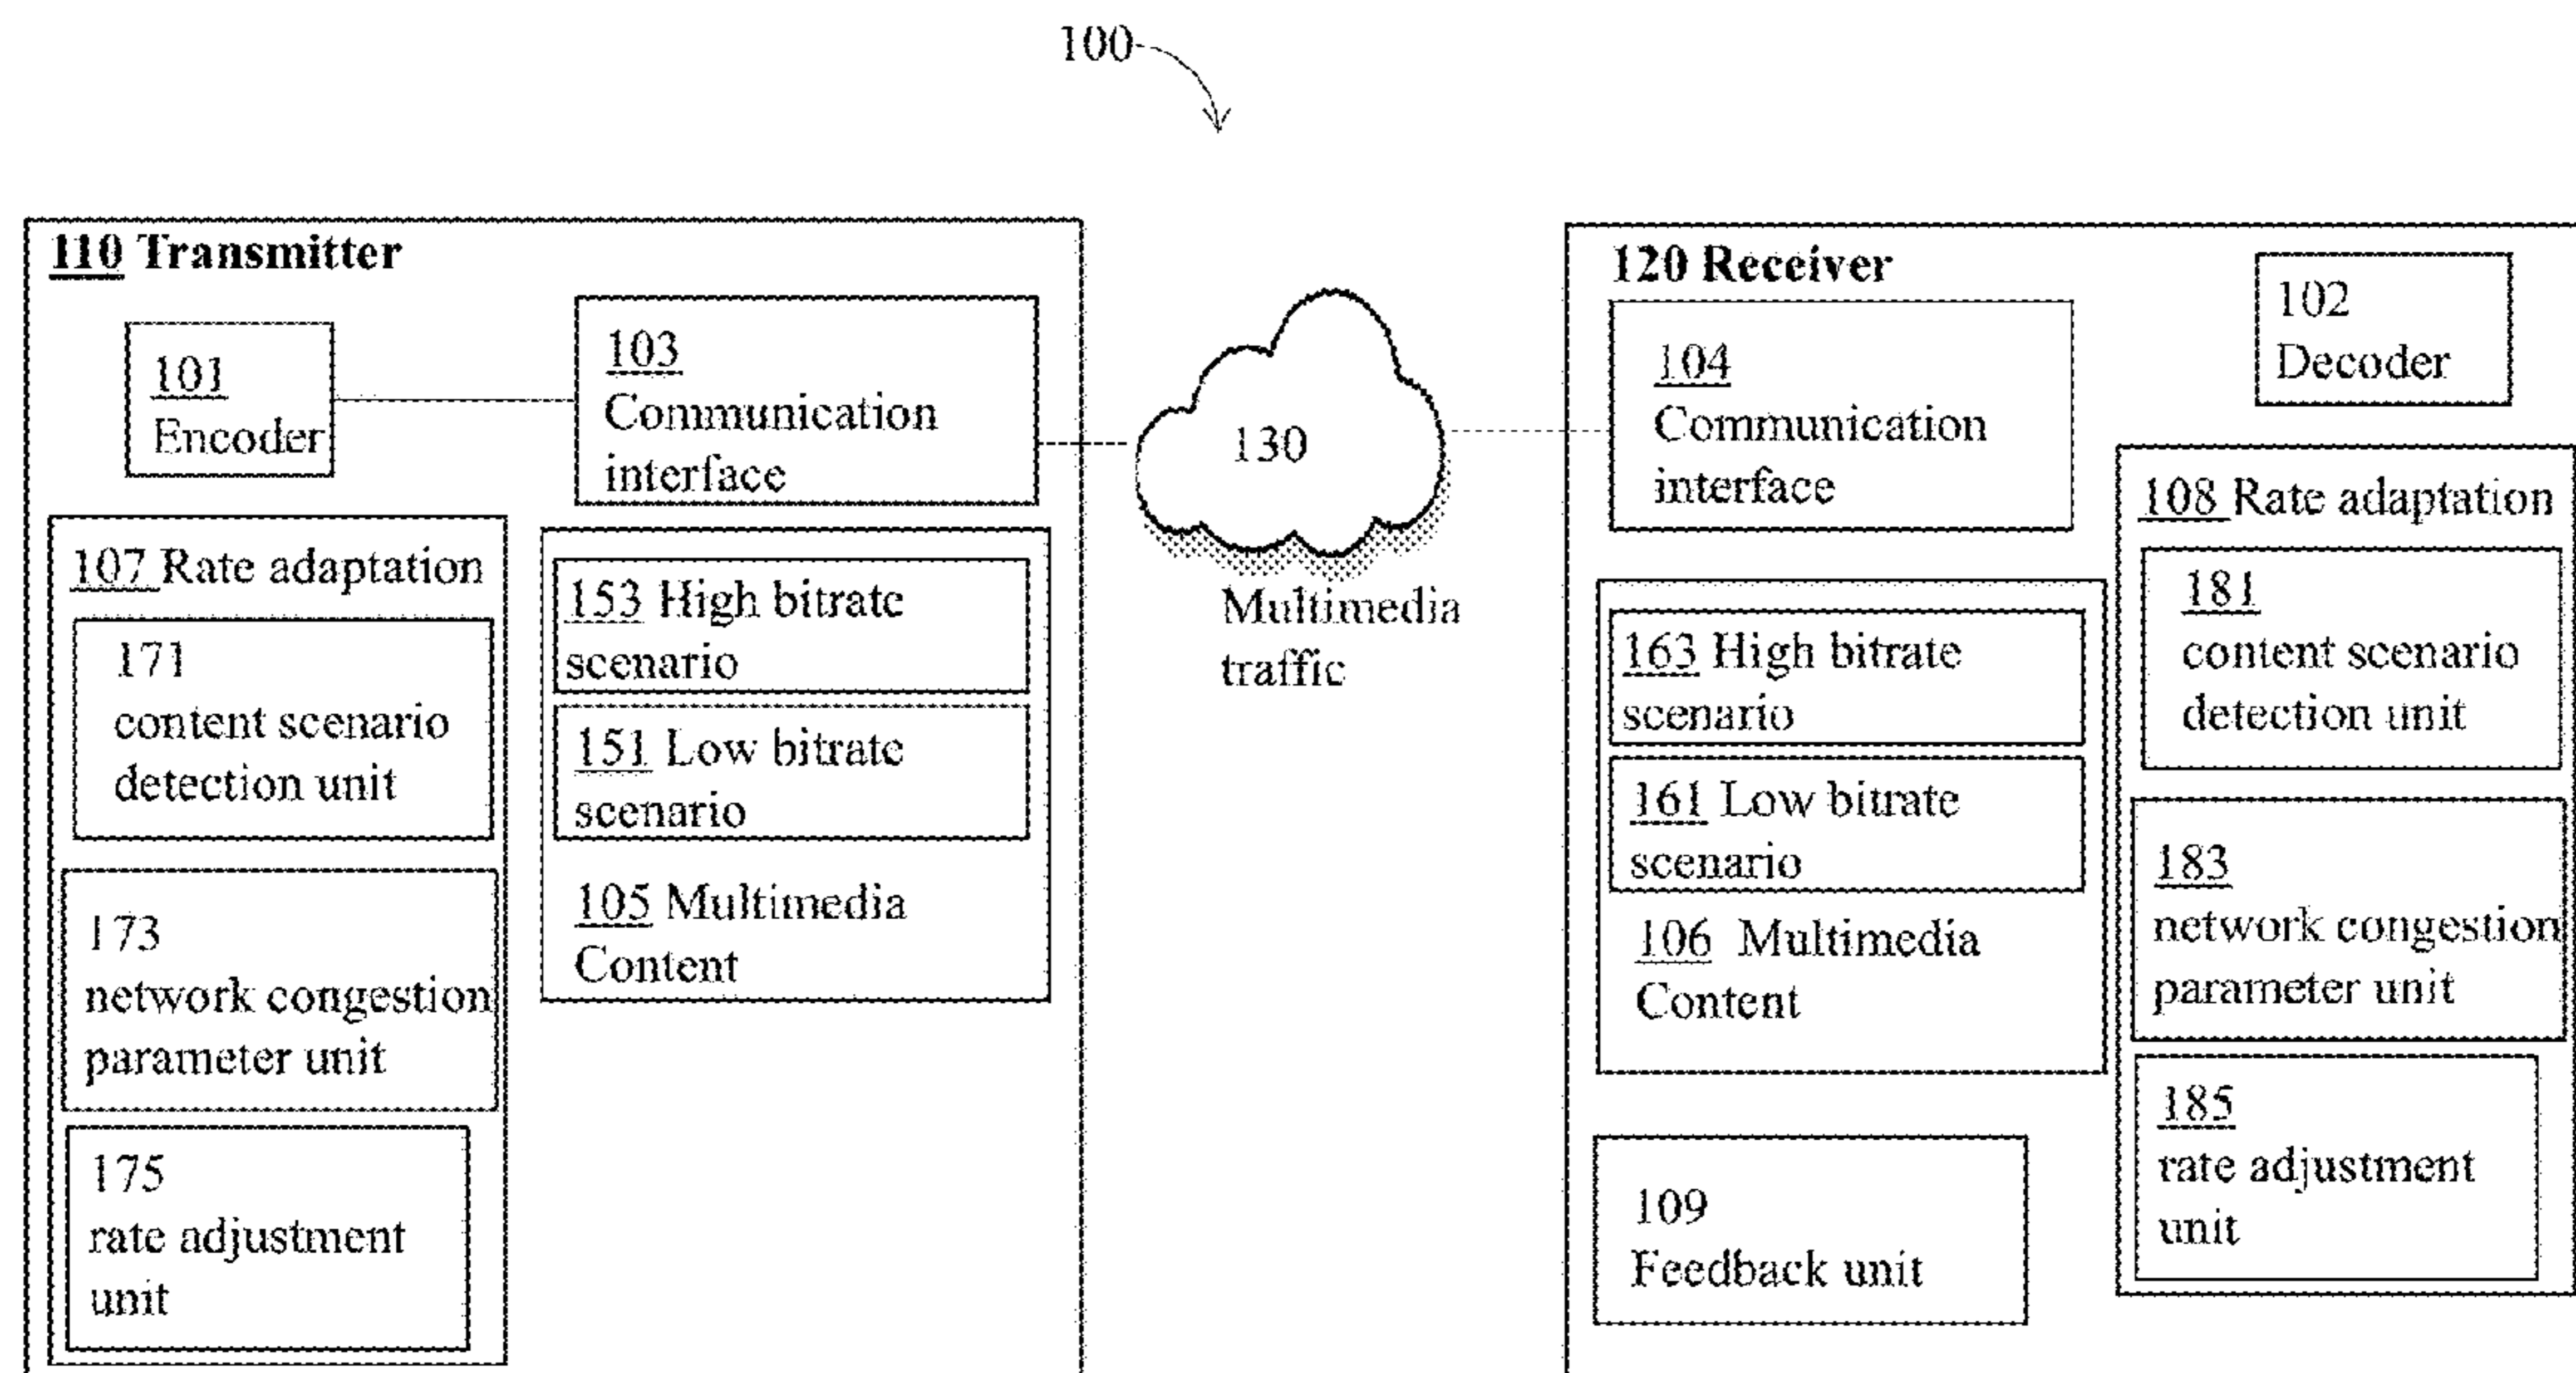 100
110 Transmitter
101
Encoder
103
Communication
interface
107 Rate adaptation
171
content scenario
detection unit
173
network congestion
parameter unit
175
rate adjustment
unit
153 High bitrate
scenario
151 Low bitrate
scenario
105 Multimedia
Content
130
Multimedia
traffic
120 Receiver
104
Communication
interface
102
Decoder
163 High bitrate
scenario
161 Low bitrate
scenario
106 Multimedia
Content
109
Feedback unit
108 Rate adaptation
181
content scenario
detection unit
183
network congestion
parameter unit
185
rate adjustment
unit